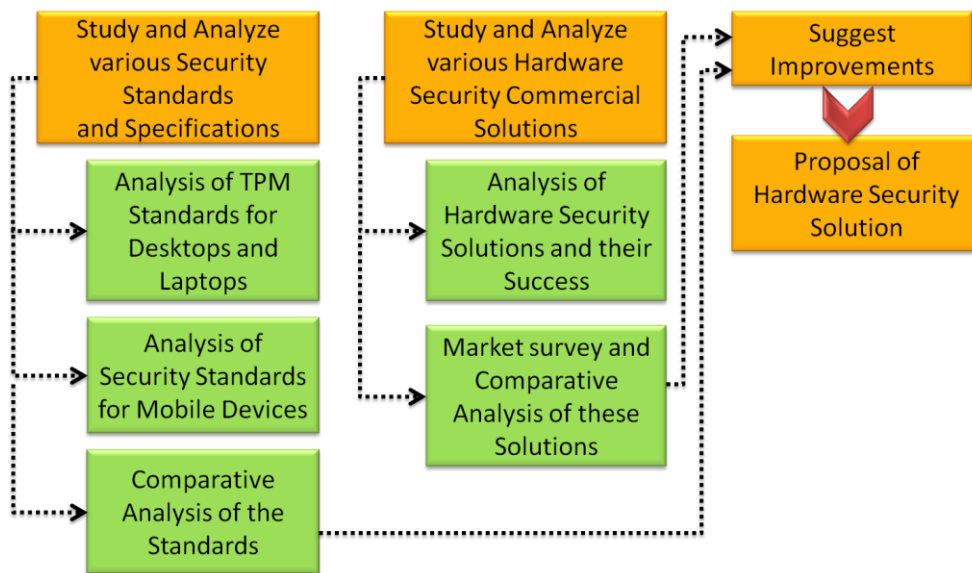 Study and Analyze
various Security
Standards
and Specifications
Analysis of TPM
Standards for
Desktops and
Laptops
Analysis of
Security Standards
for Mobile Devices
Comparative
Analysis of the
Standards
Study and Analyze
various Hardware
Security Commercial
Solutions
Analysis of
Hardware Security
Solutions and their
Success
Market survey and
Comparative
Analysis of these
Solutions
Suggest
Improvements
Proposal of
Hardware Security
Solution